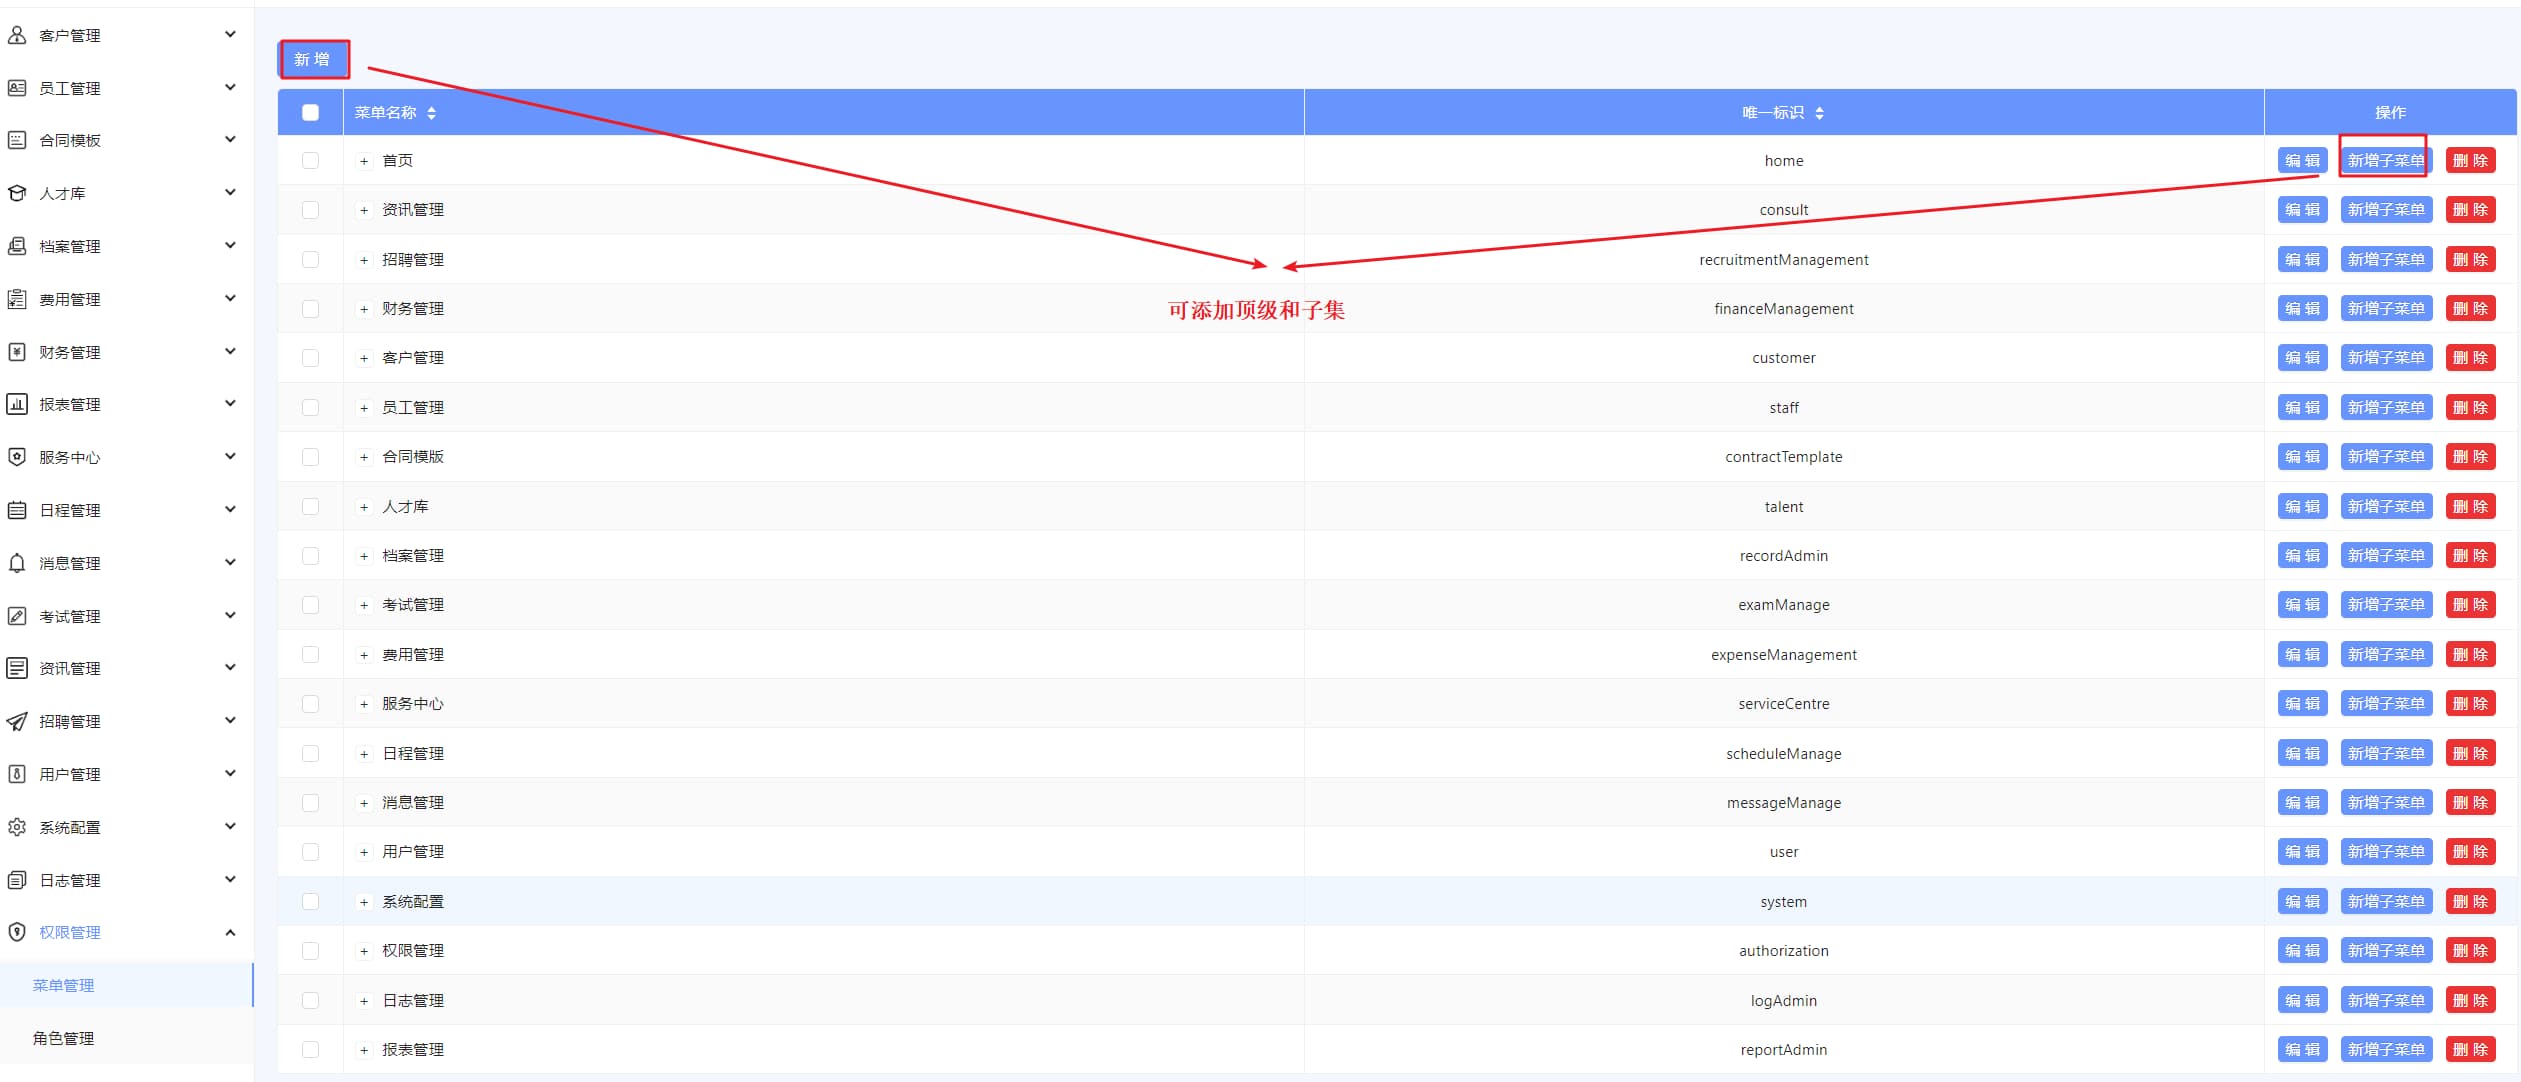 客户管理
员工管理
合同模板
人才库
档案管理
费用管理
财务管理
报表管理
服务中心
日程管理
消息管理
考试管理
资讯管理
招聘管理
用户管理
系统配置
日志管理
权限管理
菜单管理
角色管理
新增
菜单名称 唯一标识 操作
首页 home 编辑 新增子菜单 删除
资讯管理 consult 编辑 新增子菜单 删除
招聘管理 recruitmentManagement 编辑 新增子菜单 删除
财务管理 financeManagement 编辑 新增子菜单 删除
可添加顶级和子集
客户管理 customer 编辑 新增子菜单 删除
员工管理 staff 编辑 新增子菜单 删除
合同模版 contractTemplate 编辑 新增子菜单 删除
人才库 talent 编辑 新增子菜单 删除
档案管理 recordAdmin 编辑 新增子菜单 删除
考试管理 examManage 编辑 新增子菜单 删除
费用管理 expenseManagement 编辑 新增子菜单 删除
服务中心 serviceCentre 编辑 新增子菜单 删除
日程管理 scheduleManage 编辑 新增子菜单 删除
消息管理 messageManage 编辑 新增子菜单 删除
用户管理 user 编辑 新增子菜单 删除
系统配置 system 编辑 新增子菜单 删除
权限管理 authorization 编辑 新增子菜单 删除
日志管理 logAdmin 编辑 新增子菜单 删除
报表管理 reportAdmin 编辑 新增子菜单 删除